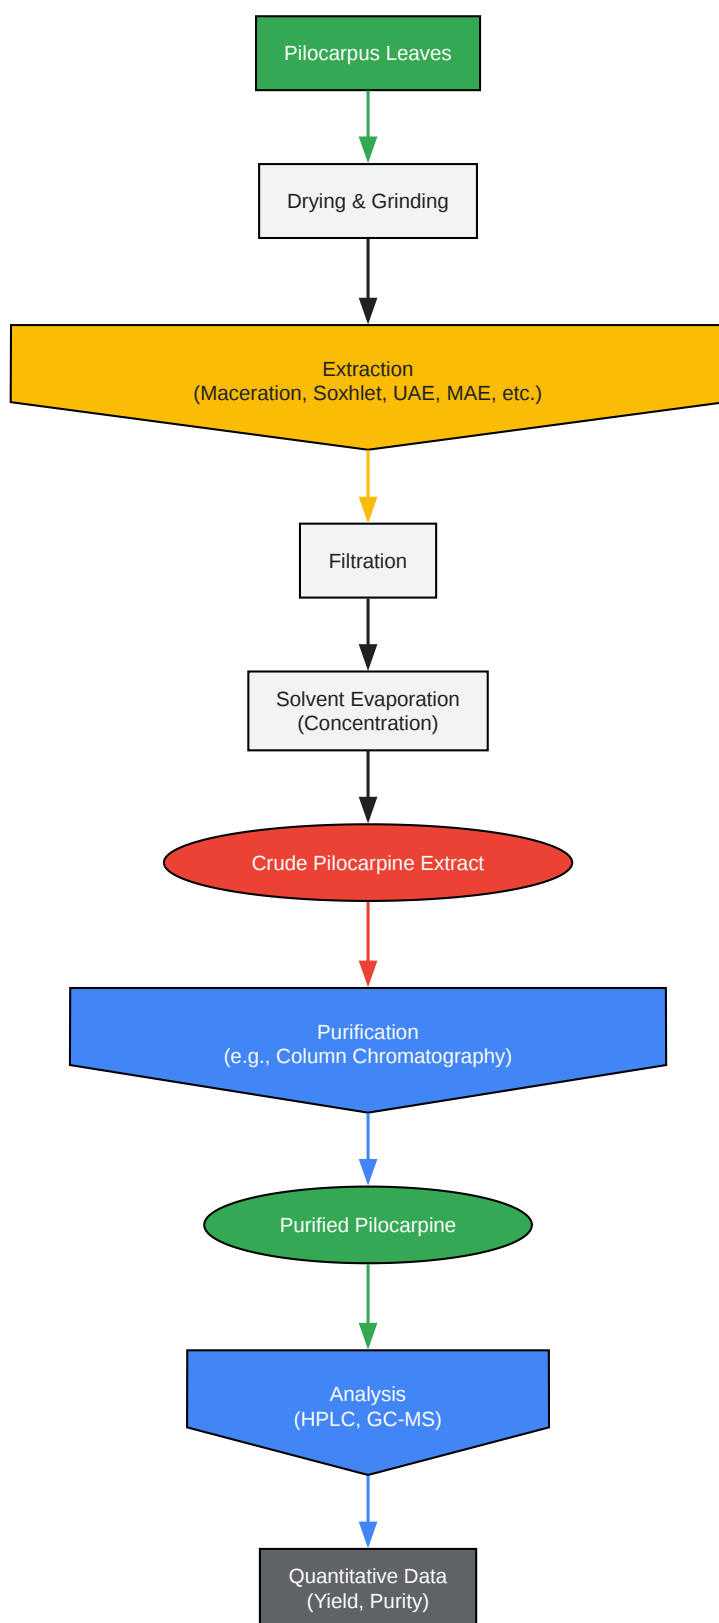 Pilocarpus Leaves
Drying & Grinding
Extraction
(Maceration, Soxhlet, UAE, MAE, etc.)
Filtration
Solvent Evaporation
(Concentration)
Crude Pilocarpine Extract
Purification
(e.g., Column Chromatography)
Purified Pilocarpine
Analysis
(HPLC, GC-MS)
Quantitative Data
(Yield, Purity)